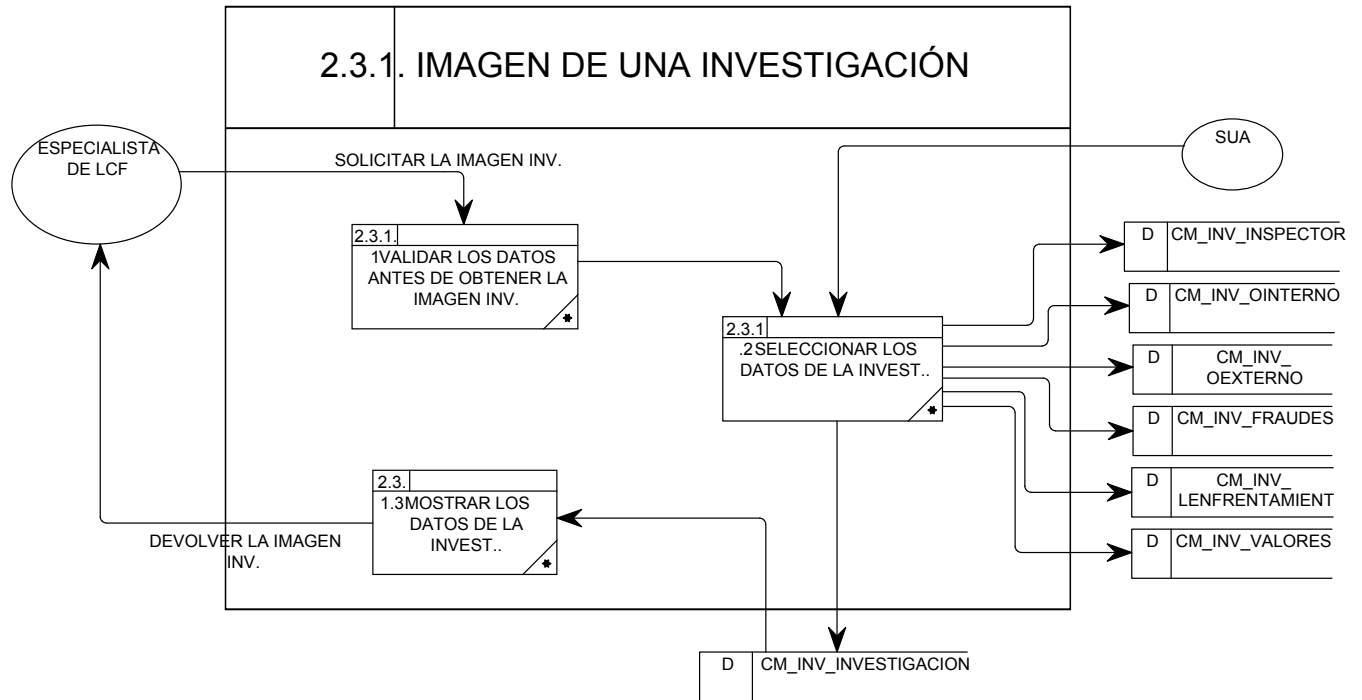 2.3.1. IMAGEN DE UNA INVESTIGACIÓN
ESPECIALISTA
DE LCF
SOLICITAR LA IMAGEN INV.
SUA
2.3.1.
1VALIDAR LOS DATOS
ANTES DE OBTENER LA
IMAGEN INV.
*
2.3.1
.2SELECCIONAR LOS
DATOS DE LA INVEST..
*
D CM_INV_INSPECTOR
D CM_INV_OINTERNO
D CM_INV_
OEXTERNO
D CM_INV_FRAUDES
D CM_INV_
LENFRENTAMIENT
D CM_INV_VALORES
2.3.
1.3MOSTRAR LOS
DATOS DE LA
INVEST..
*
DEVOLVER LA IMAGEN
INV.
D CM_INV_INVESTIGACION